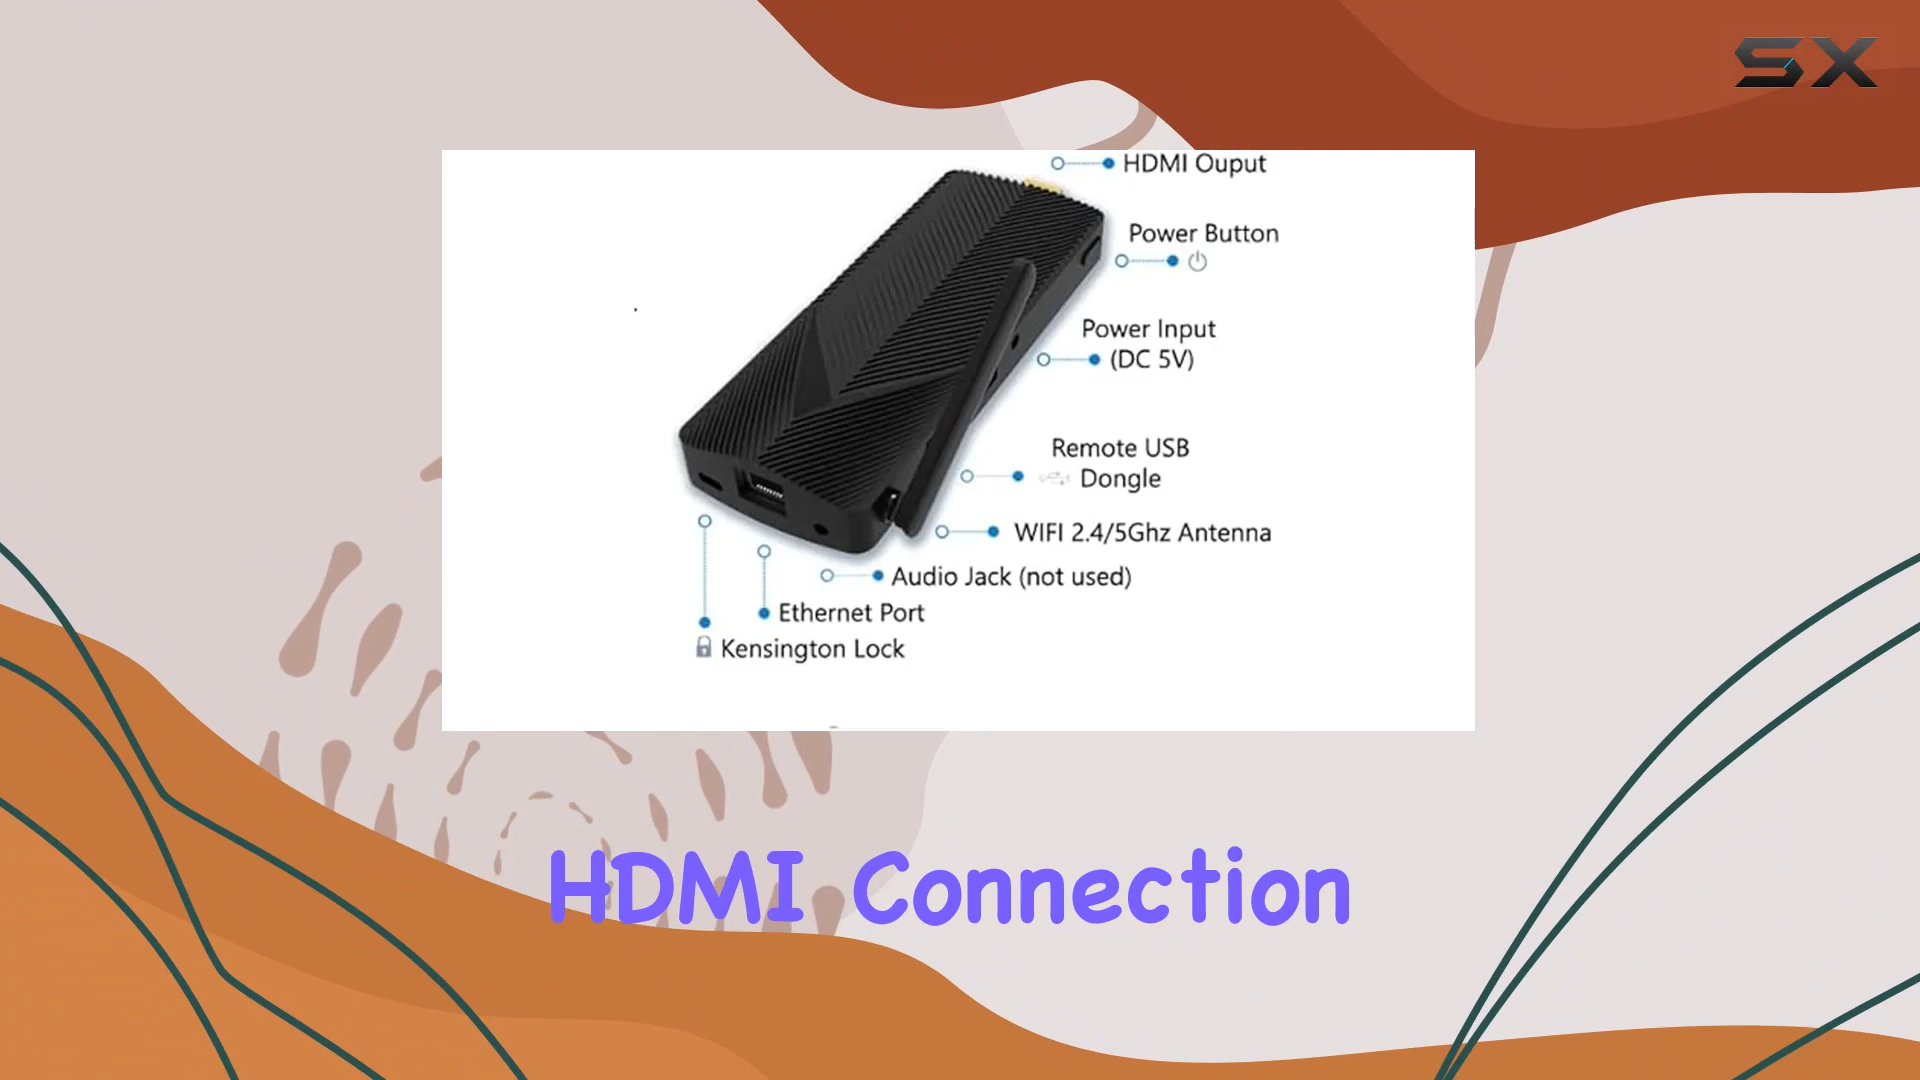 SX
HDMI Ouput
Power Button
Power Input
(DC 5V)
Remote USB
Dongle
WIFI 2.4/5Ghz Antenna
Audio Jack (not used)
Ethernet Port
Kensington Lock
HDMI Connection